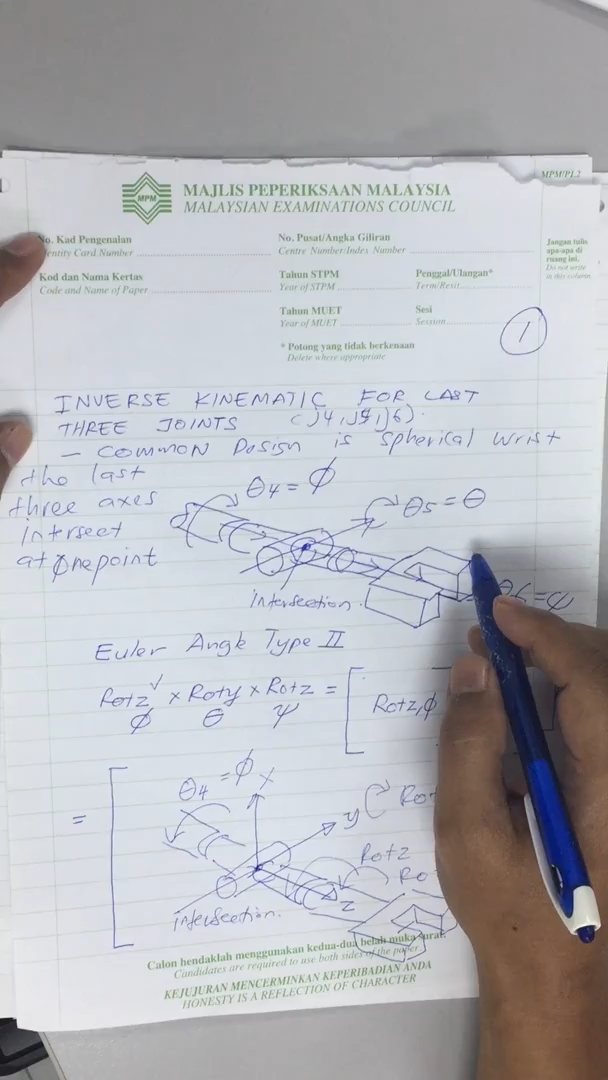 MPM/P1.2
MPM
MAJLIS PEPERIKSAAN MALAYSIA
MALAYSIAN EXAMINATIONS COUNCIL
No. Kad Pengenalan
Identity Card Number
No. Pusat/Angka Giliran
Centre Number/Index Number
Jangan tulis
apa-apa di
ruang ini.
Do not write
in this column.
Kod dan Nama Kertas
Code and Name of Paper
Tahun STPM
Year of STPM
Penggal/Ulangan*
Term/Resit
Tahun MUET
Year of MUET
Sesi
Session
* Potong yang tidak berkenaan
Delete where appropriate
1
INVERSE KINEMATIC FOR LAST
THREE JOINTS (J4, J5, J6).
- COMMON Design is spherical wrist
the last
three axes
intersect
at onepoint
θ4 = ϕ
θ5 = θ
θ6 = ψ
intersection.
Euler Angle Type II
Rotz × Roty × Rotz = [ Rotz,ϕ
ϕ θ ψ
=
θ4 = ϕ
x
y
Rotz
z
intersection.
Calon hendaklah menggunakan kedua-dua belah muka surat.
Candidates are required to use both sides of the paper
KEJUJURAN MENCERMINKAN KEPERIBADIAN ANDA
HONESTY IS A REFLECTION OF CHARACTER